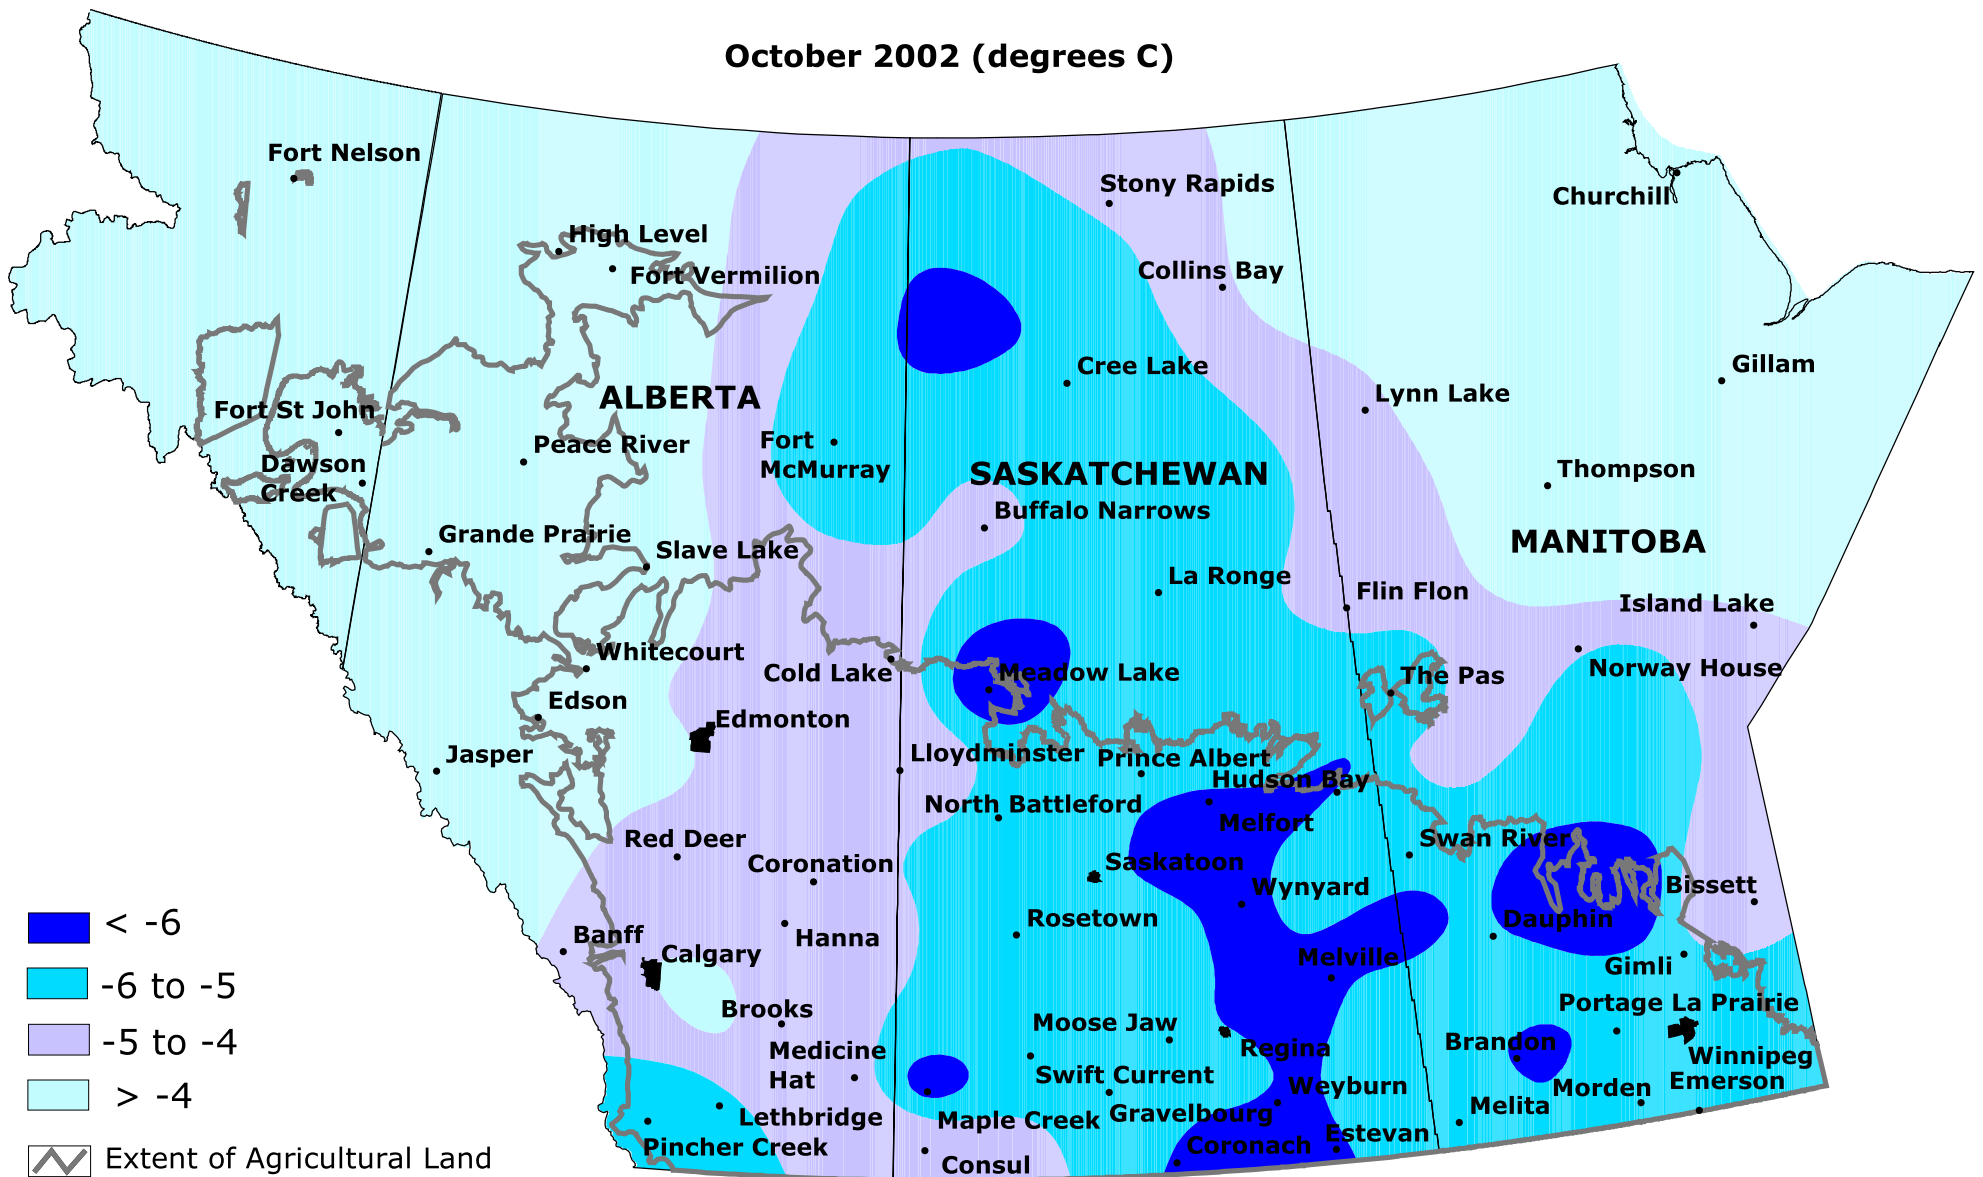 October 2002 (degrees C)
Fort Nelson
Stony Rapids
Churchill
High Level
Fort Vermilion
Collins Bay
Gillam
Cree Lake
Lynn Lake
ALBERTA
Fort St John
Peace River
Fort
McMurray
SASKATCHEWAN
Thompson
Dawson
Creek
Buffalo Narrows
Grande Prairie
MANITOBA
Slave Lake
La Ronge
Flin Flon
Island Lake
Whitecourt
Cold Lake
Meadow Lake
The Pas
Norway House
Edson
Edmonton
Jasper
Lloydminster
Prince Albert
Hudson Bay
North Battleford
Melfort
Red Deer
Swan River
Coronation
Saskatoon
Wynyard
Bissett
Rosetown
Dauphin
Banff
Hanna
Calgary
Melville
Gimli
Brooks
Portage La Prairie
Moose Jaw
Regina
Brandon
Winnipeg
Medicine
Hat
Swift Current
Weyburn
Morden
Emerson
Lethbridge
Maple Creek
Gravelbourg
Melita
Pincher Creek
Consul
Coronach
Estevan
< -6
-6 to -5
-5 to -4
> -4
Extent of Agricultural Land